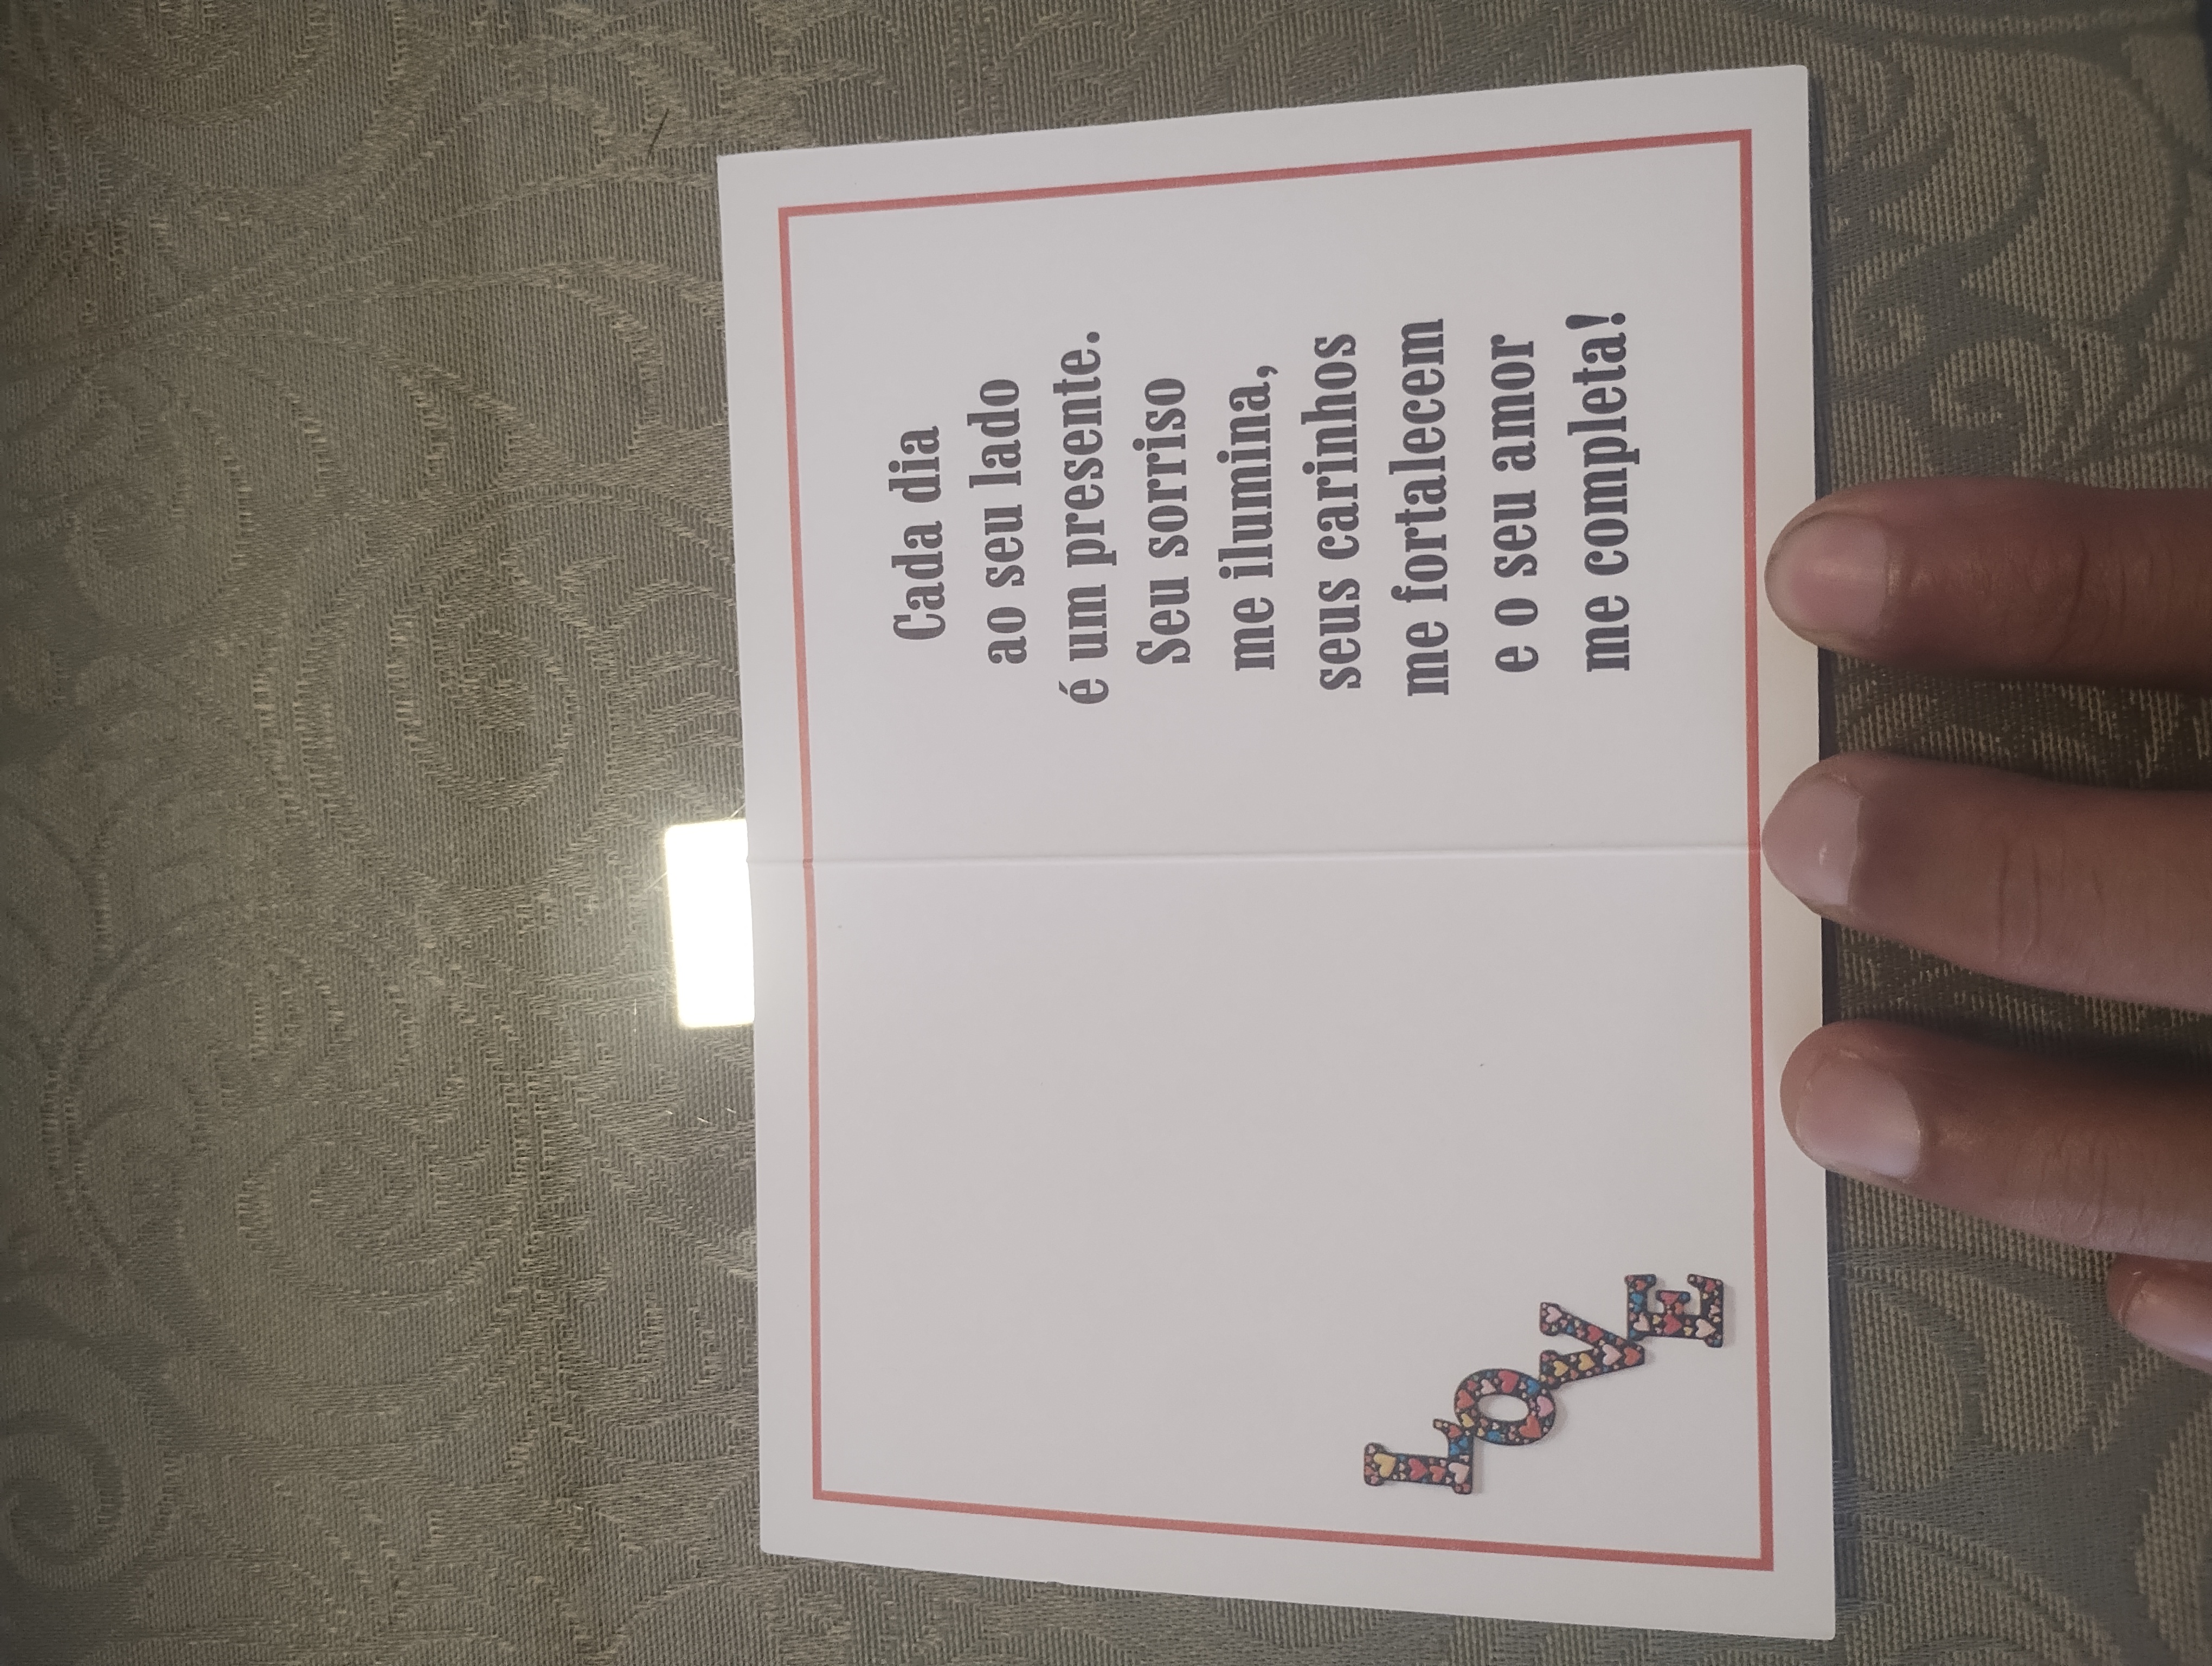 Cada dia
ao seu lado
é um presente.
Seu sorriso
me ilumina,
seus carinhos
me fortalecem
e o seu amor
me completa!
LOVE